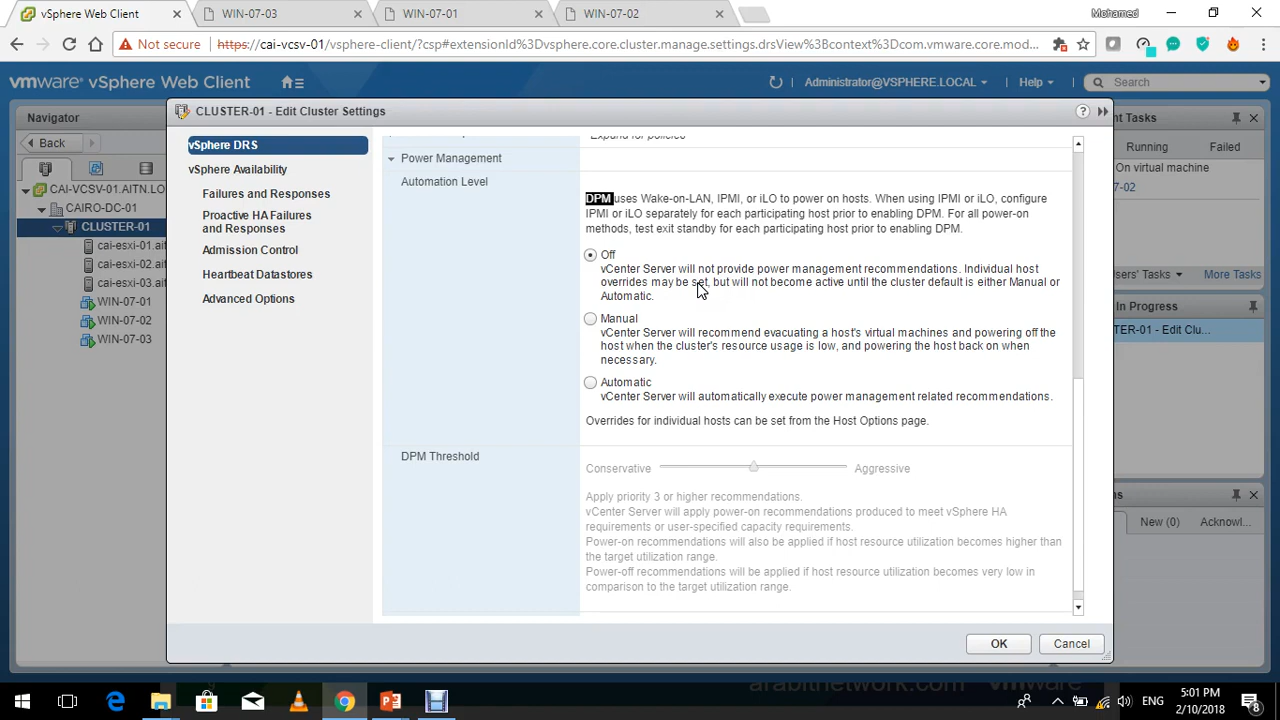 vSphere Web Client
WIN-07-03
WIN-07-01
WIN-07-02
Mohamed
Not secure
https://cai-vcsv-01/vsphere-client/?csp#extensionId%3Dvsphere.core.cluster.manage.settings.drsView%3Bcontext%3Dcom.vmware.core.mod...
vmware® vSphere Web Client
Administrator@VSPHERE.LOCAL
Help
Search
Navigator
Back
CAI-VCSV-01.AITN.LO
CAIRO-DC-01
CLUSTER-01
cai-esxi-01.ait
cai-esxi-02.ait
cai-esxi-03.ait
WIN-07-01
WIN-07-02
WIN-07-03
CLUSTER-01 - Edit Cluster Settings
vSphere DRS
vSphere Availability
Failures and Responses
Proactive HA Failures
and Responses
Admission Control
Heartbeat Datastores
Advanced Options
Expand for policies
Power Management
Automation Level
DPM uses Wake-on-LAN, IPMI, or iLO to power on hosts. When using IPMI or iLO, configure
IPMI or iLO separately for each participating host prior to enabling DPM. For all power-on
methods, test exit standby for each participating host prior to enabling DPM.
Off
vCenter Server will not provide power management recommendations. Individual host
overrides may be set, but will not become active until the cluster default is either Manual or
Automatic.
Manual
vCenter Server will recommend evacuating a host's virtual machines and powering off the
host when the cluster's resource usage is low, and powering the host back on when
necessary.
Automatic
vCenter Server will automatically execute power management related recommendations.
Overrides for individual hosts can be set from the Host Options page.
DPM Threshold
Conservative
Aggressive
Apply priority 3 or higher recommendations.
vCenter Server will apply power-on recommendations produced to meet vSphere HA
requirements or user-specified capacity requirements.
Power-on recommendations will also be applied if host resource utilization becomes higher than
the target utilization range.
Power-off recommendations will be applied if host resource utilization becomes very low in
comparison to the target utilization range.
OK
Cancel
nt Tasks
Running
Failed
On virtual machine
-02
sers' Tasks
More Tasks
In Progress
TER-01 - Edit Clu...
ns
New (0)
Acknowl...
arabitnetwork.com
ENG
5:01 PM
2/10/2018
8